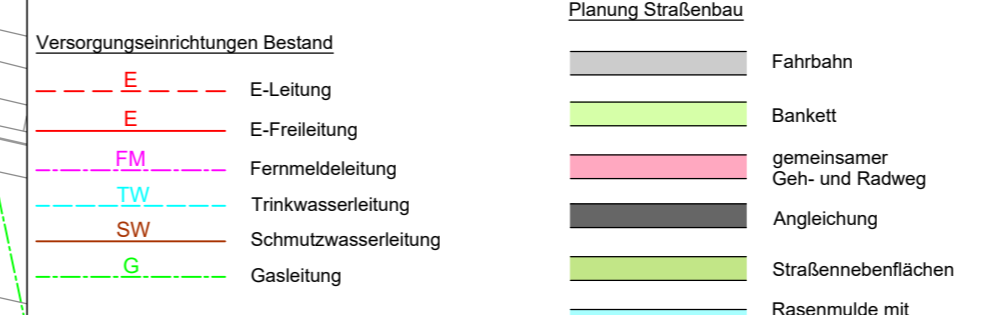 Versorgungseinrichtungen Bestand
E
E-Leitung
E
E-Freileitung
FM
Fernmeldeleitung
TW
Trinkwasserleitung
SW
Schmutzwasserleitung
G
Gasleitung
Planung Straßenbau
Fahrbahn
Bankett
gemeinsamer
Geh- und Radweg
Angleichung
Straßennebenflächen
Rasenmulde mit